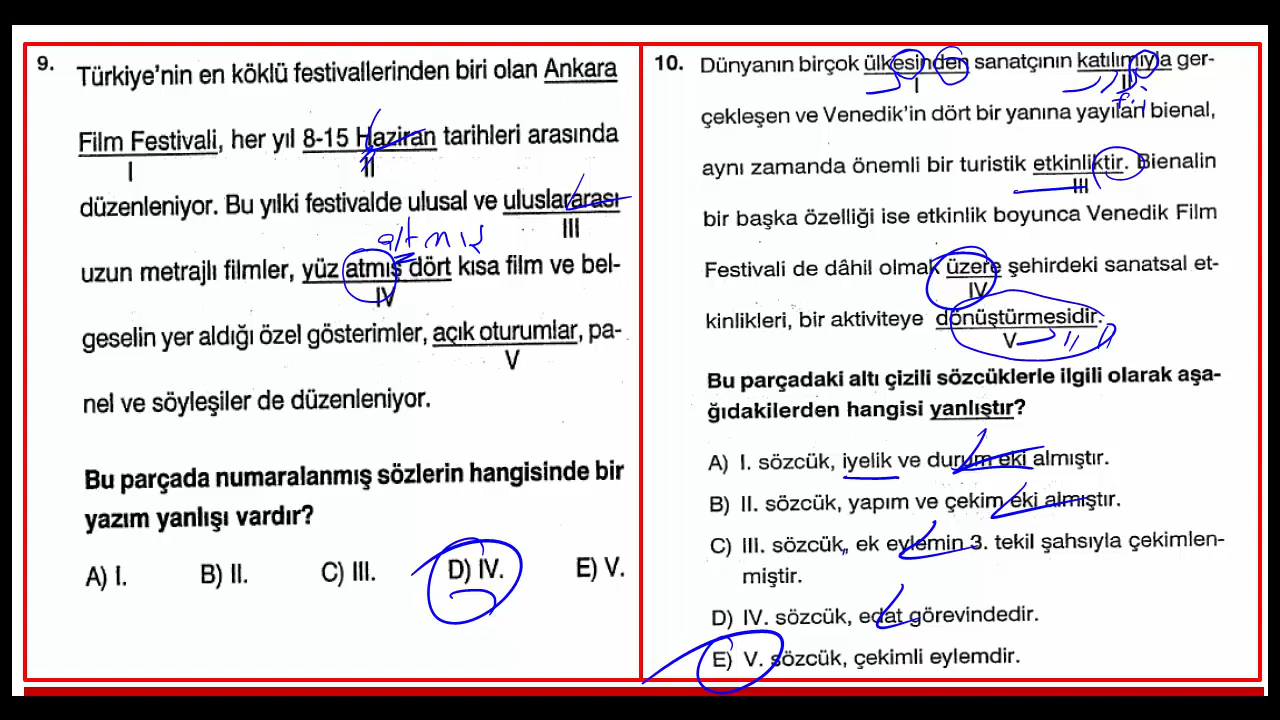 9.
Türkiye'nin en köklü festivallerinden biri olan Ankara
Film Festivali, her yıl 8-15 Haziran tarihleri arasında
I
II
düzenleniyor. Bu yılki festivalde ulusal ve uluslararası
III
altmış
uzun metrajlı filmler, yüz atmış dört kısa film ve bel-
IV
geselin yer aldığı özel gösterimler, açık oturumlar, pa-
V
nel ve söyleşiler de düzenleniyor.
Bu parçada numaralanmış sözlerin hangisinde bir
yazım yanlışı vardır?
A) I. B) II. C) III. D) IV. E) V.
10.
Dünyanın birçok ülkesinden sanatçının katılımıyla ger-
I
II
çekleşen ve Venedik'in dört bir yanına yayılan bienal,
aynı zamanda önemli bir turistik etkinliktir. Bienalin
III
bir başka özelliği ise etkinlik boyunca Venedik Film
Festivali de dâhil olmak üzere şehirdeki sanatsal et-
IV
kinlikleri, bir aktiviteye dönüştürmesidir.
V
Bu parçadaki altı çizili sözcüklerle ilgili olarak aşa-
ğıdakilerden hangisi yanlıştır?
A) I. sözcük, iyelik ve durum eki almıştır.
B) II. sözcük, yapım ve çekim eki almıştır.
C) III. sözcük, ek eylemin 3. tekil şahsıyla çekimlen-
miştir.
D) IV. sözcük, edat görevindedir.
E) V. sözcük, çekimli eylemdir.